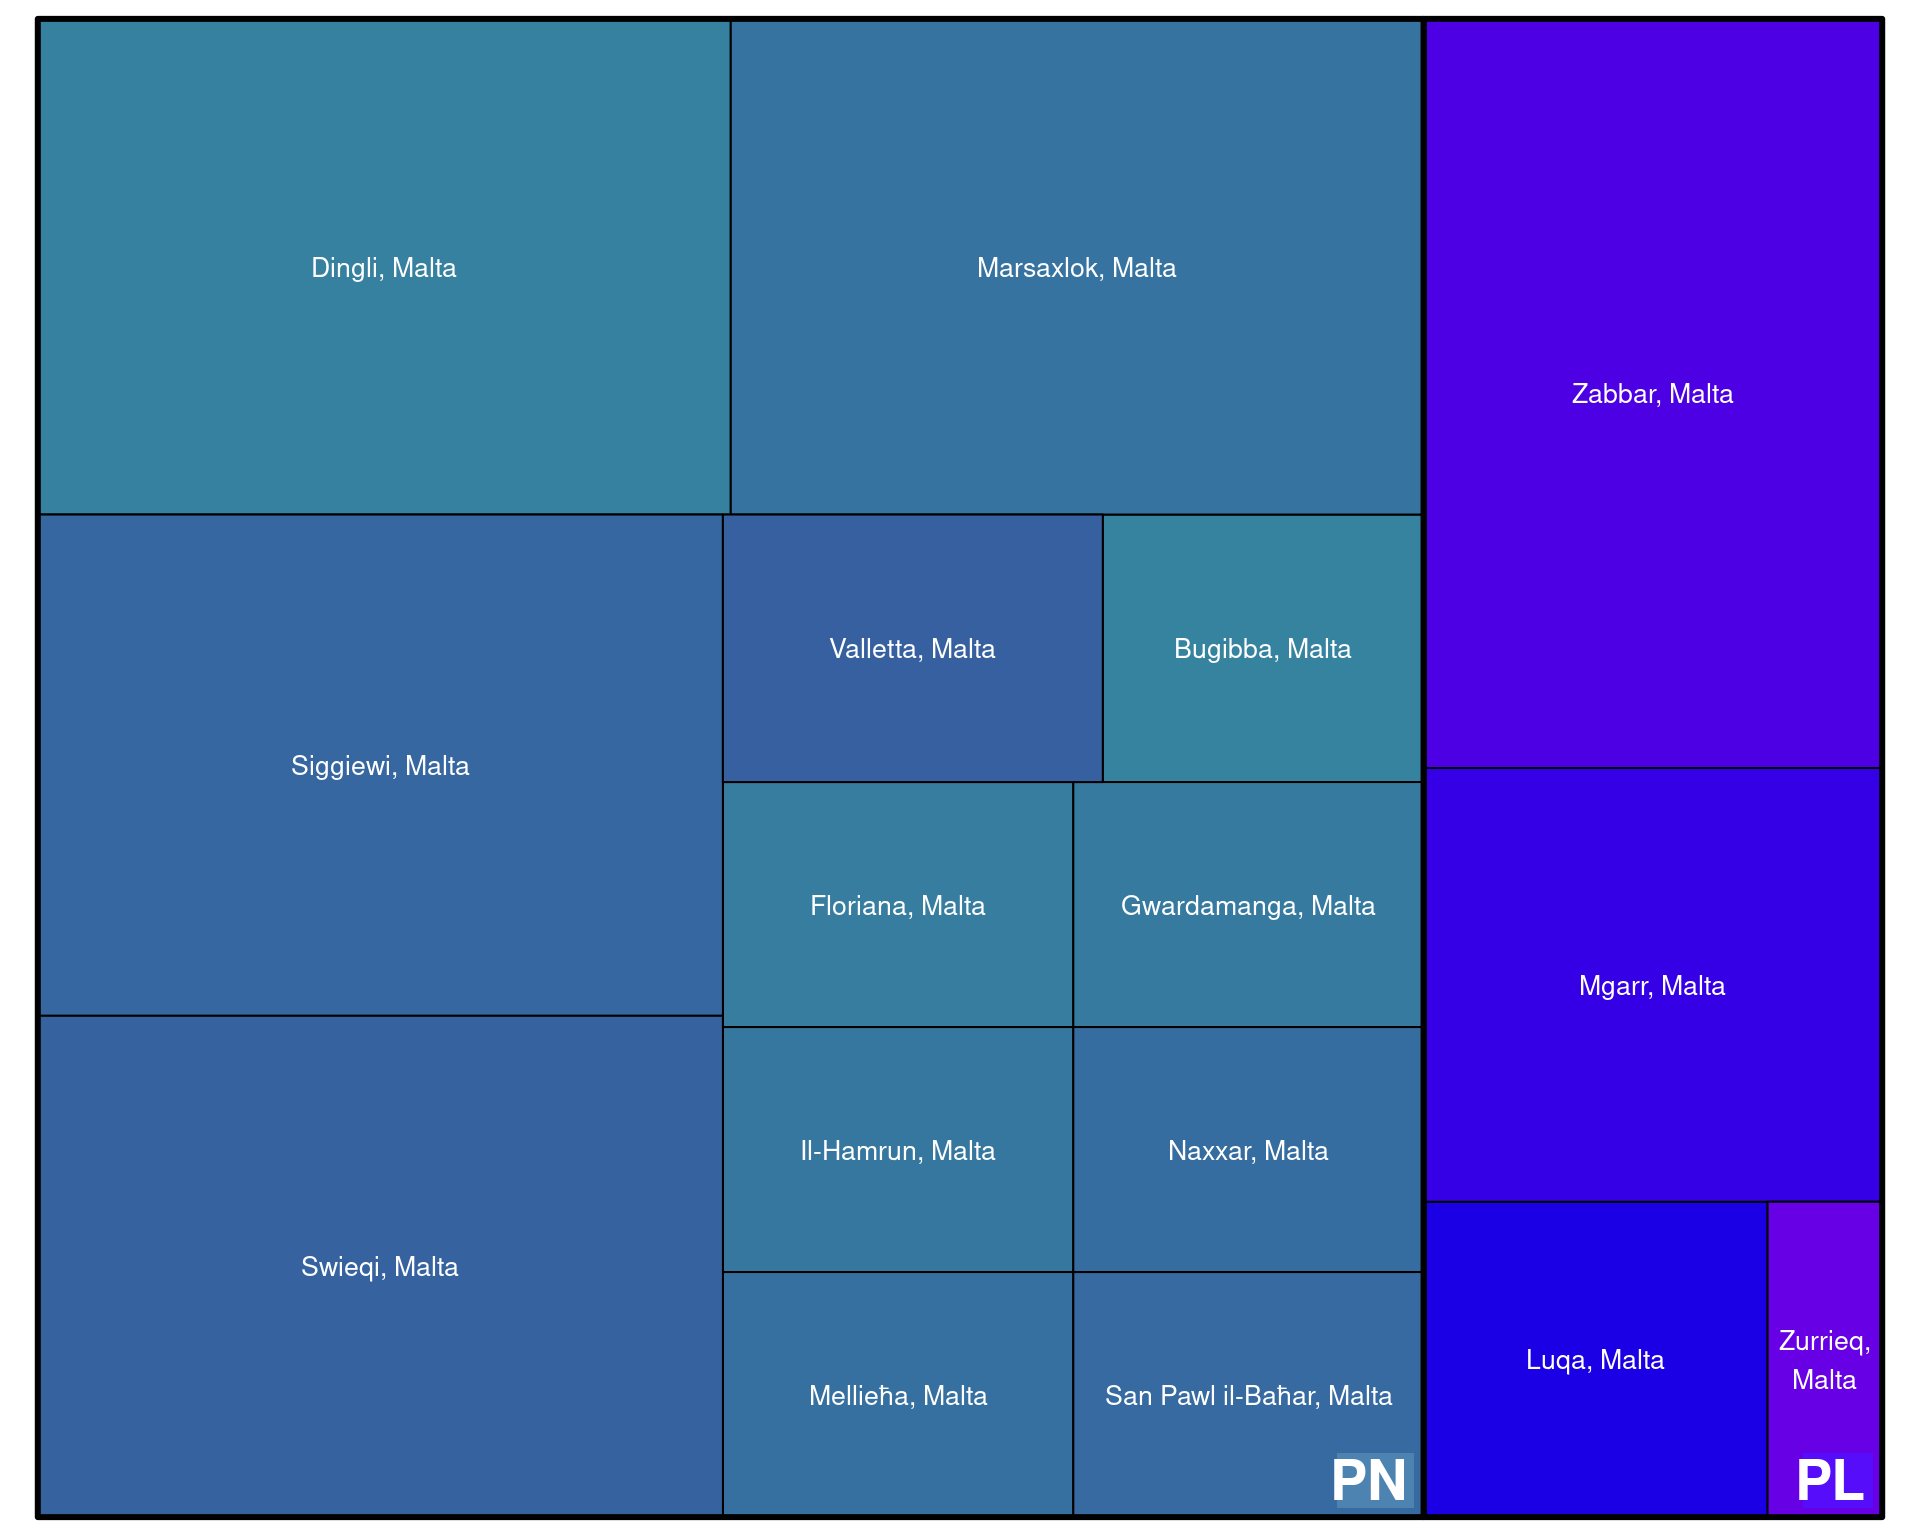 Dingli, Malta
Marsaxlok, Malta
Zabbar, Malta
Valletta, Malta
Bugibba, Malta
Siggiewi, Malta
Floriana, Malta
Gwardamanga, Malta
Mgarr, Malta
Il-Hamrun, Malta
Naxxar, Malta
Swieqi, Malta
Luqa, Malta
Zurrieq,
Malta
Mellieħa, Malta
San Pawl il-Baħar, Malta
PN
PL